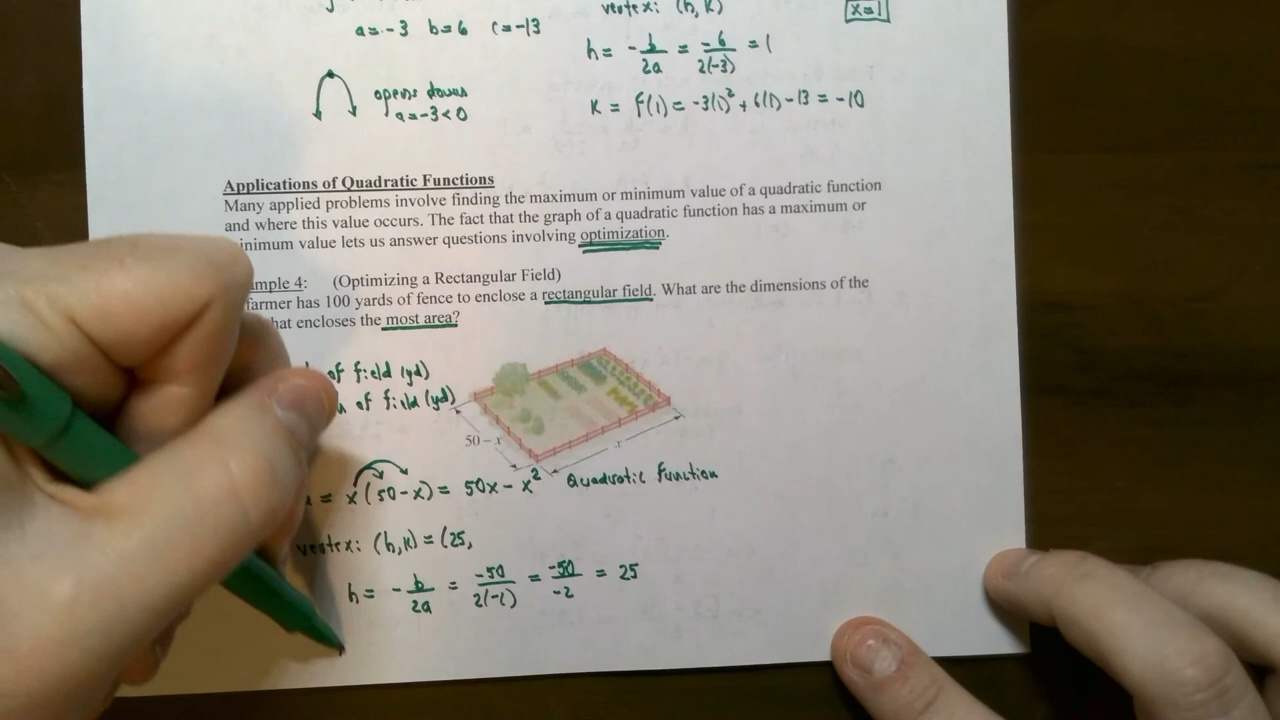 vertex: (h, k)
x=1
a=-3 b=6 c=-13
h = -b/2a = -6/2(-3) = 1
opens down
a=-3<0
K = f(1) = -3(1)² + 6(1) - 13 = -10
Applications of Quadratic Functions
Many applied problems involve finding the maximum or minimum value of a quadratic function
and where this value occurs. The fact that the graph of a quadratic function has a maximum or
inimum value lets us answer questions involving optimization.
mple 4: (Optimizing a Rectangular Field)
farmer has 100 yards of fence to enclose a rectangular field. What are the dimensions of the
hat encloses the most area?
of field (yd)
of field (yd)
50 – x
x
= x(50-x) = 50x - x² Quadratic Function
vertex: (h,k) = (25,
h = -b/2a = -50/2(-1) = -50/-2 = 25